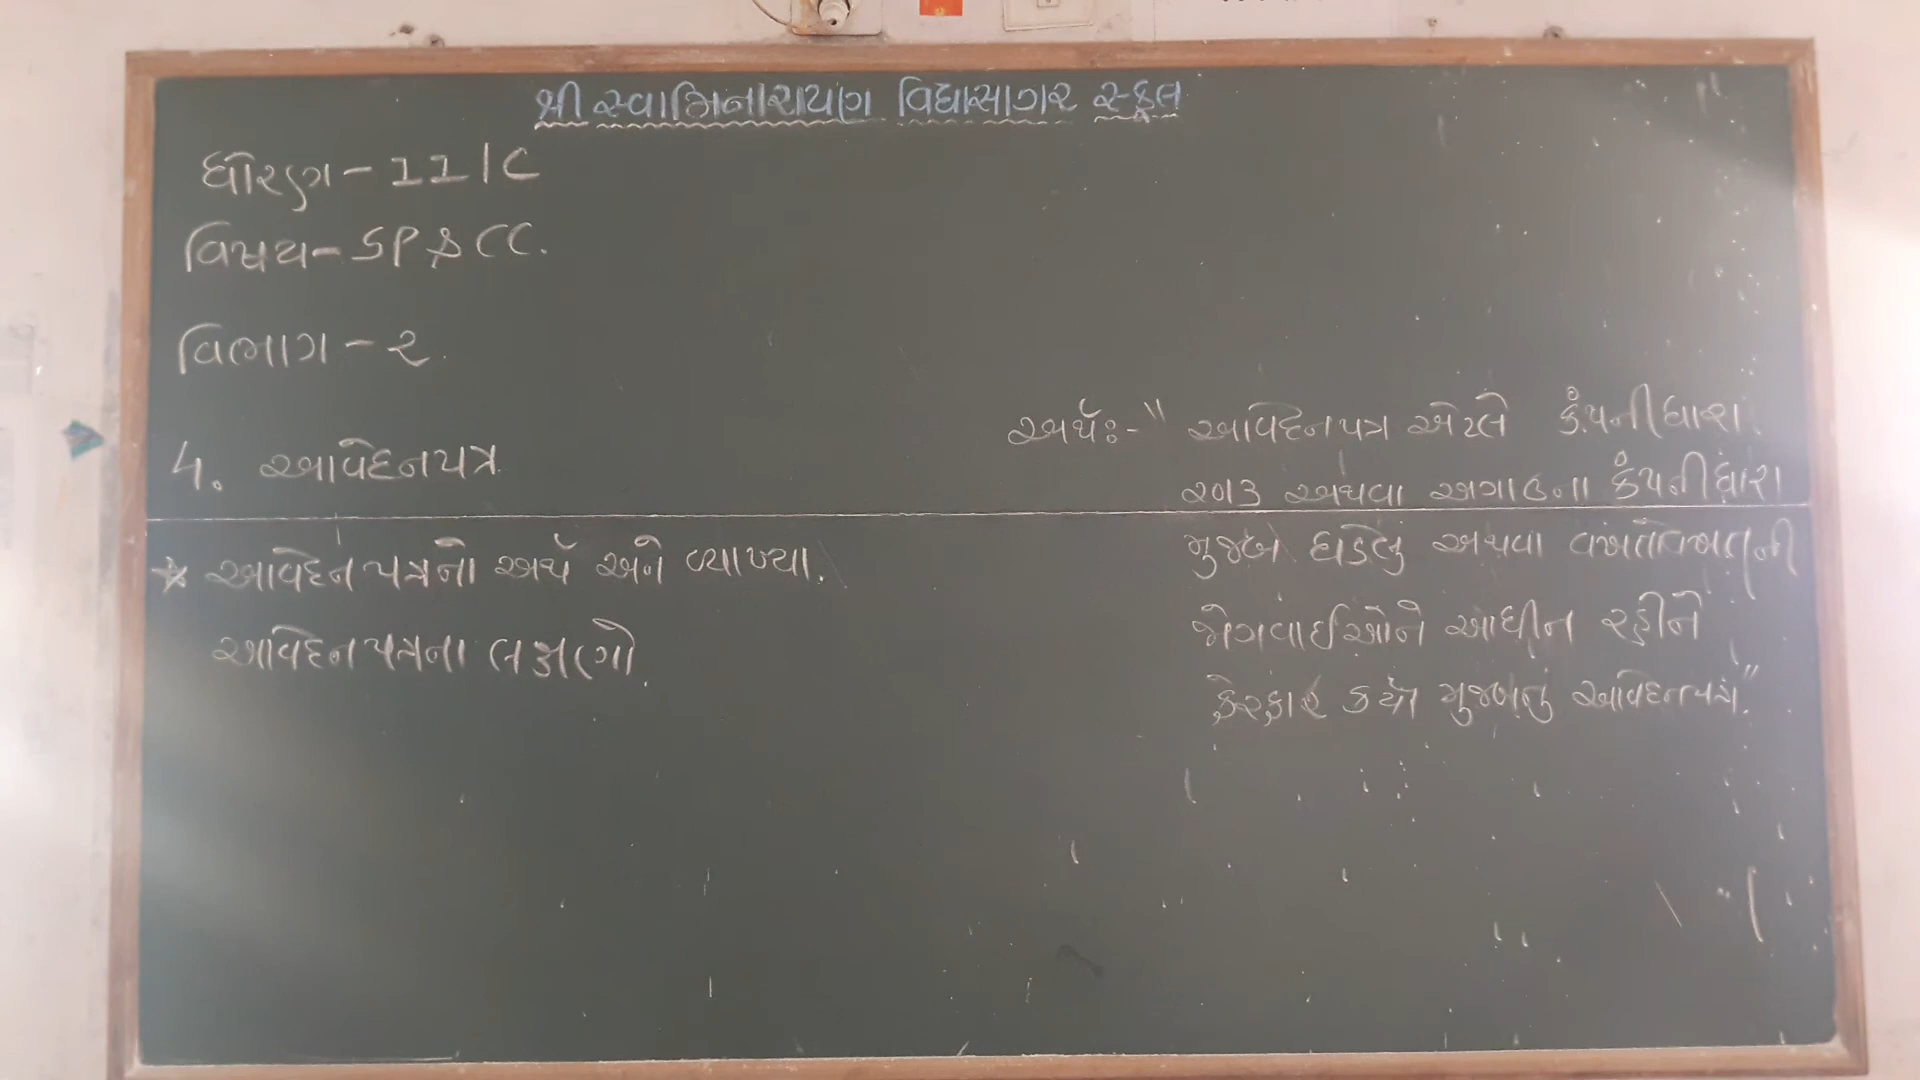 શ્રી સ્વામિનારાયણ વિદ્યાસાગર સ્કૂલ
ધોરણ - 11/C
વિષય - SP & CC.
વિભાગ - ૨.
4. આવેદનપત્ર
* આવેદનપત્રનો અર્થ અને વ્યાખ્યા.
આવેદનપત્રના લક્ષણો.
અર્થ:- " આવેદનપત્ર એટલે કંપનીધારા
૨૦૧૩ અથવા અગાઉના કંપનીધારા
મુજબ ઘડેલું અથવા વખતોવખતની
જોગવાઈઓને આધીન રહીને
ફેરફાર કર્યા મુજબનું આવેદનપત્ર."